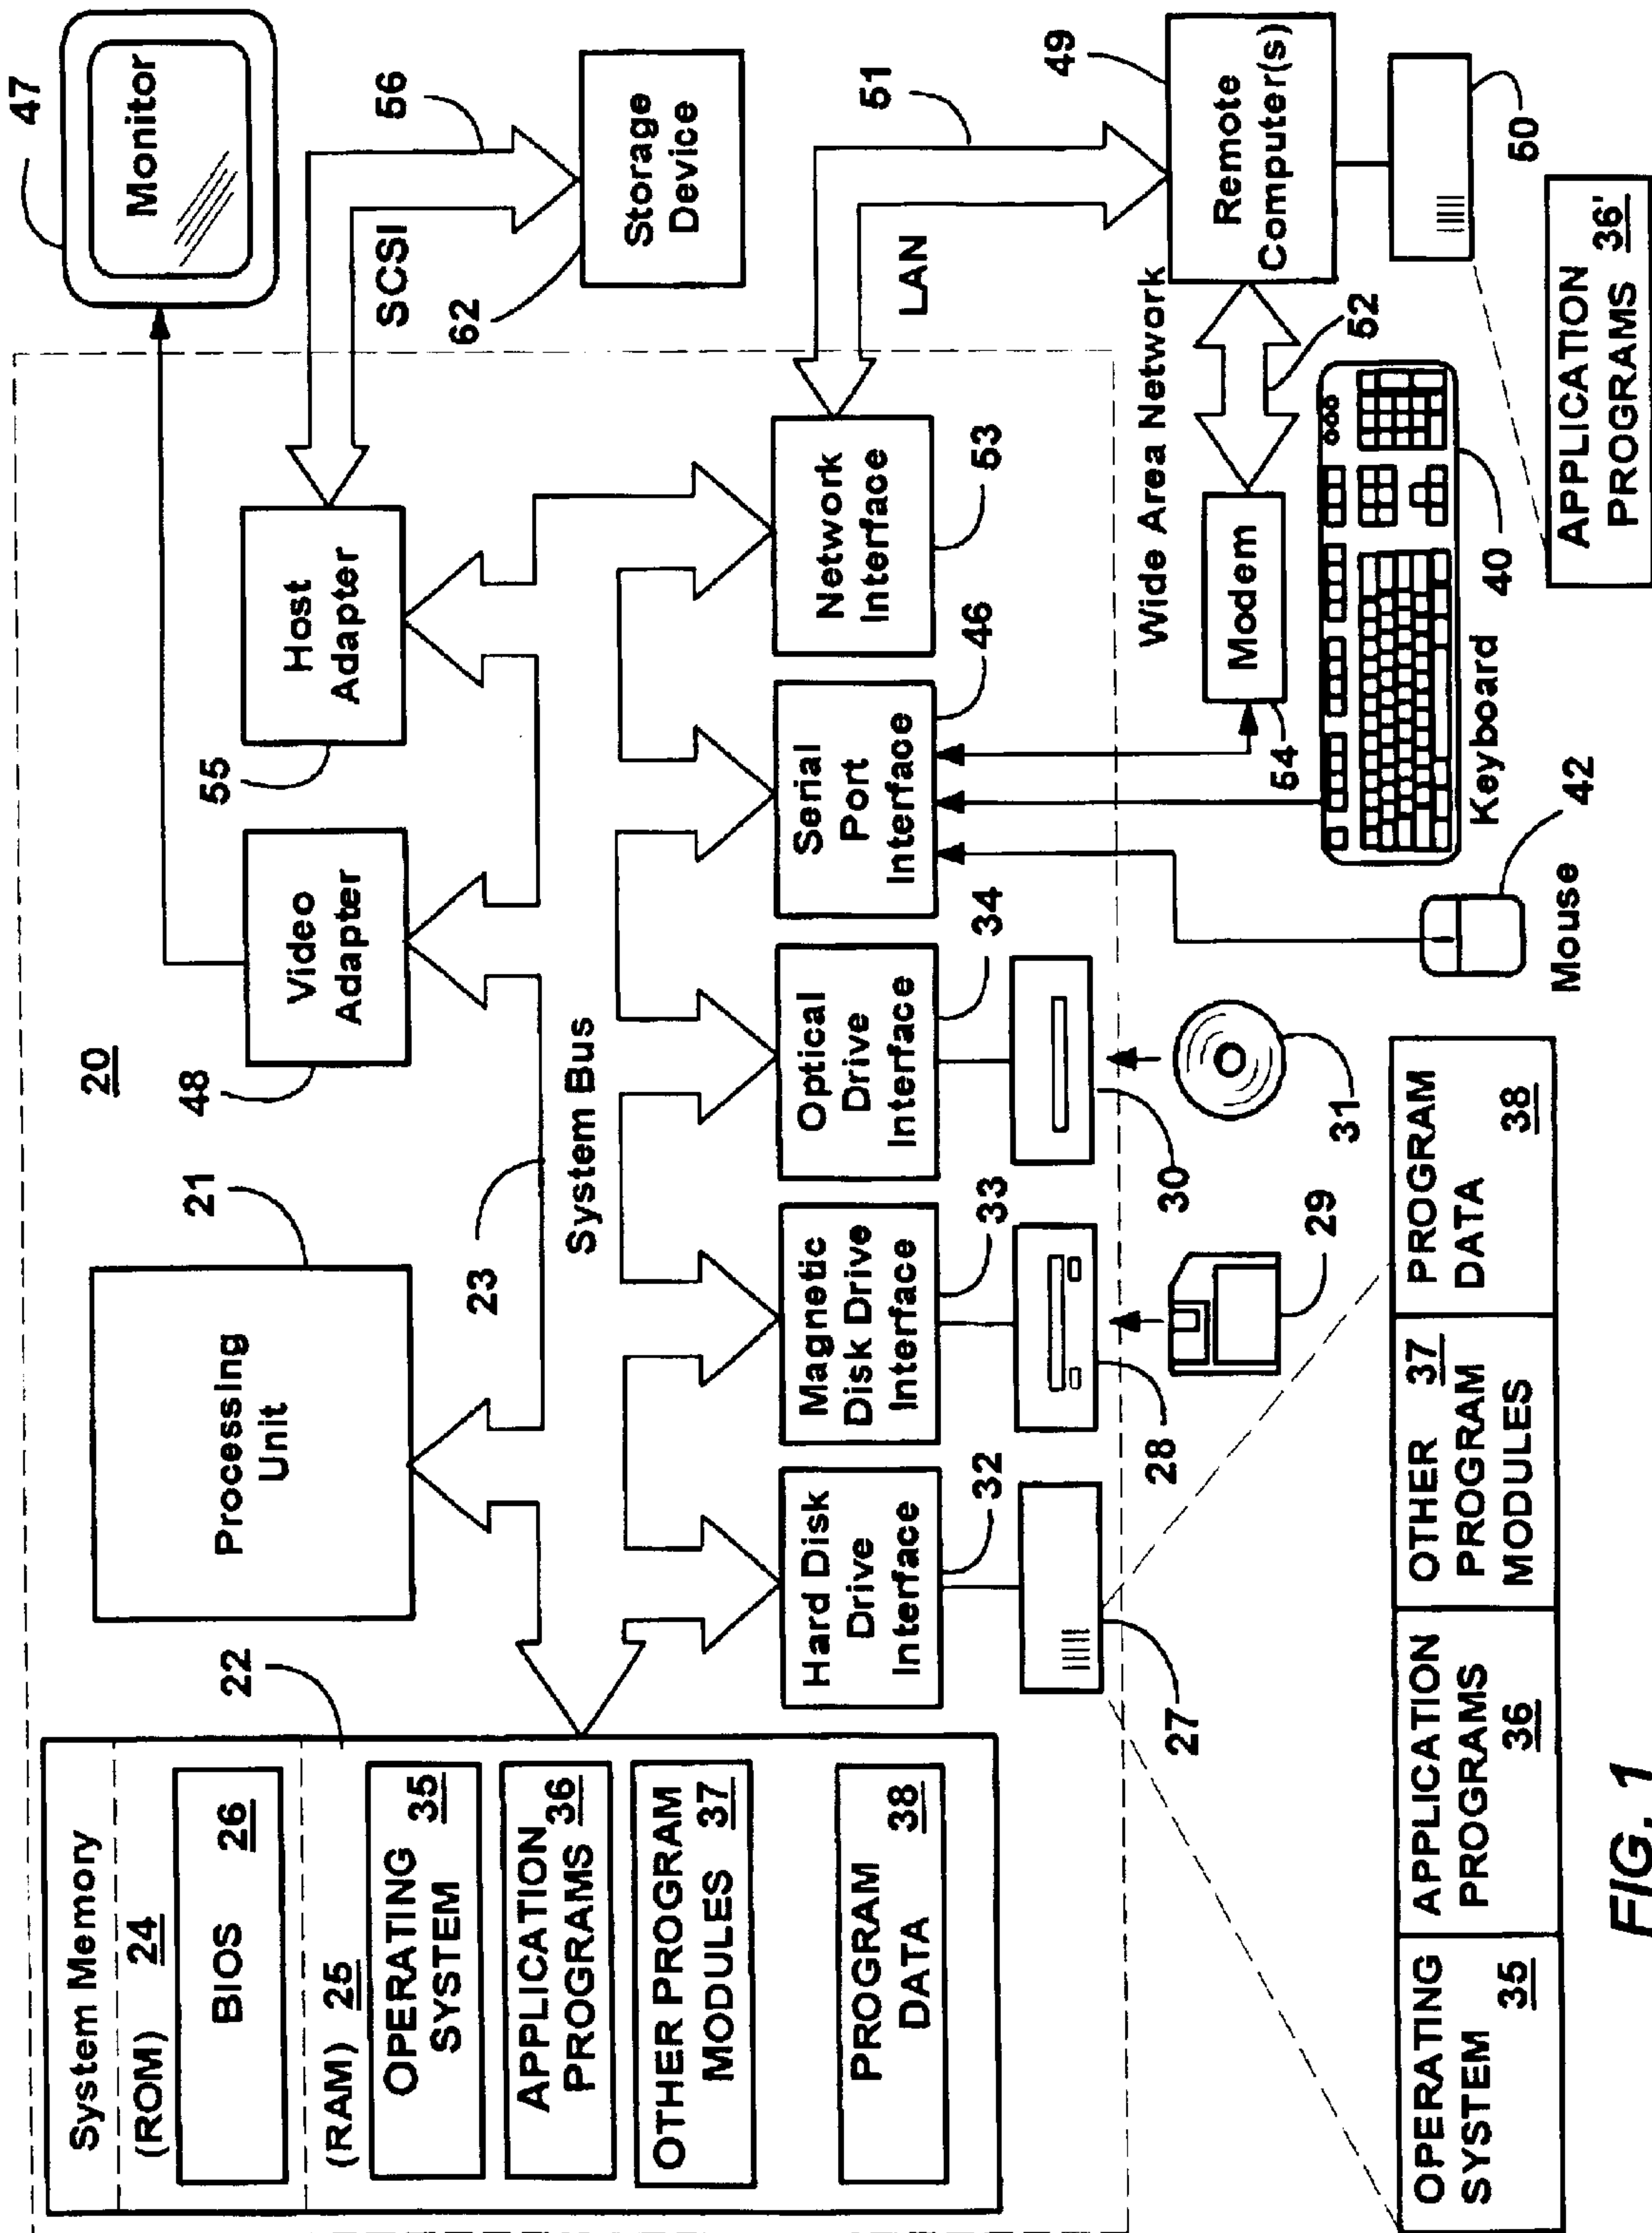 System Memory
(ROM) 24
BIOS 26
(RAM) 25
22
OPERATING 35
SYSTEM
APPLICATION
PROGRAMS 36
OTHER PROGRAM
MODULES 37
PROGRAM
DATA 38
20
Processing
Unit
21
23
System Bus
48
Video
Adapter
55
Host
Adapter
47
Monitor
SCSI
56
62
Storage
Device
Hard Disk
Drive
Interface
32
Magnetic
Disk Drive
Interface
33
Optical
Drive
Interface
34
Serial
Port
Interface
46
Network
Interface
53
LAN
51
27
28
29
30
31
54
Modem
Wide Area Network
52
49
Remote
Computer(s)
50
Mouse
42
Keyboard
40
OPERATING
SYSTEM
35
APPLICATION
PROGRAMS
36
OTHER 37
PROGRAM
MODULES
PROGRAM
DATA
38
APPLICATION
PROGRAMS 36'
FIG. 1